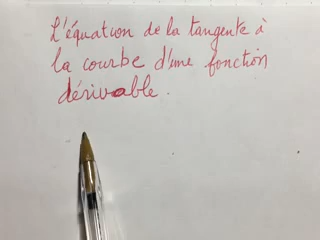 L'équation de la tangente à
la courbe d'une fonction
dérivable.